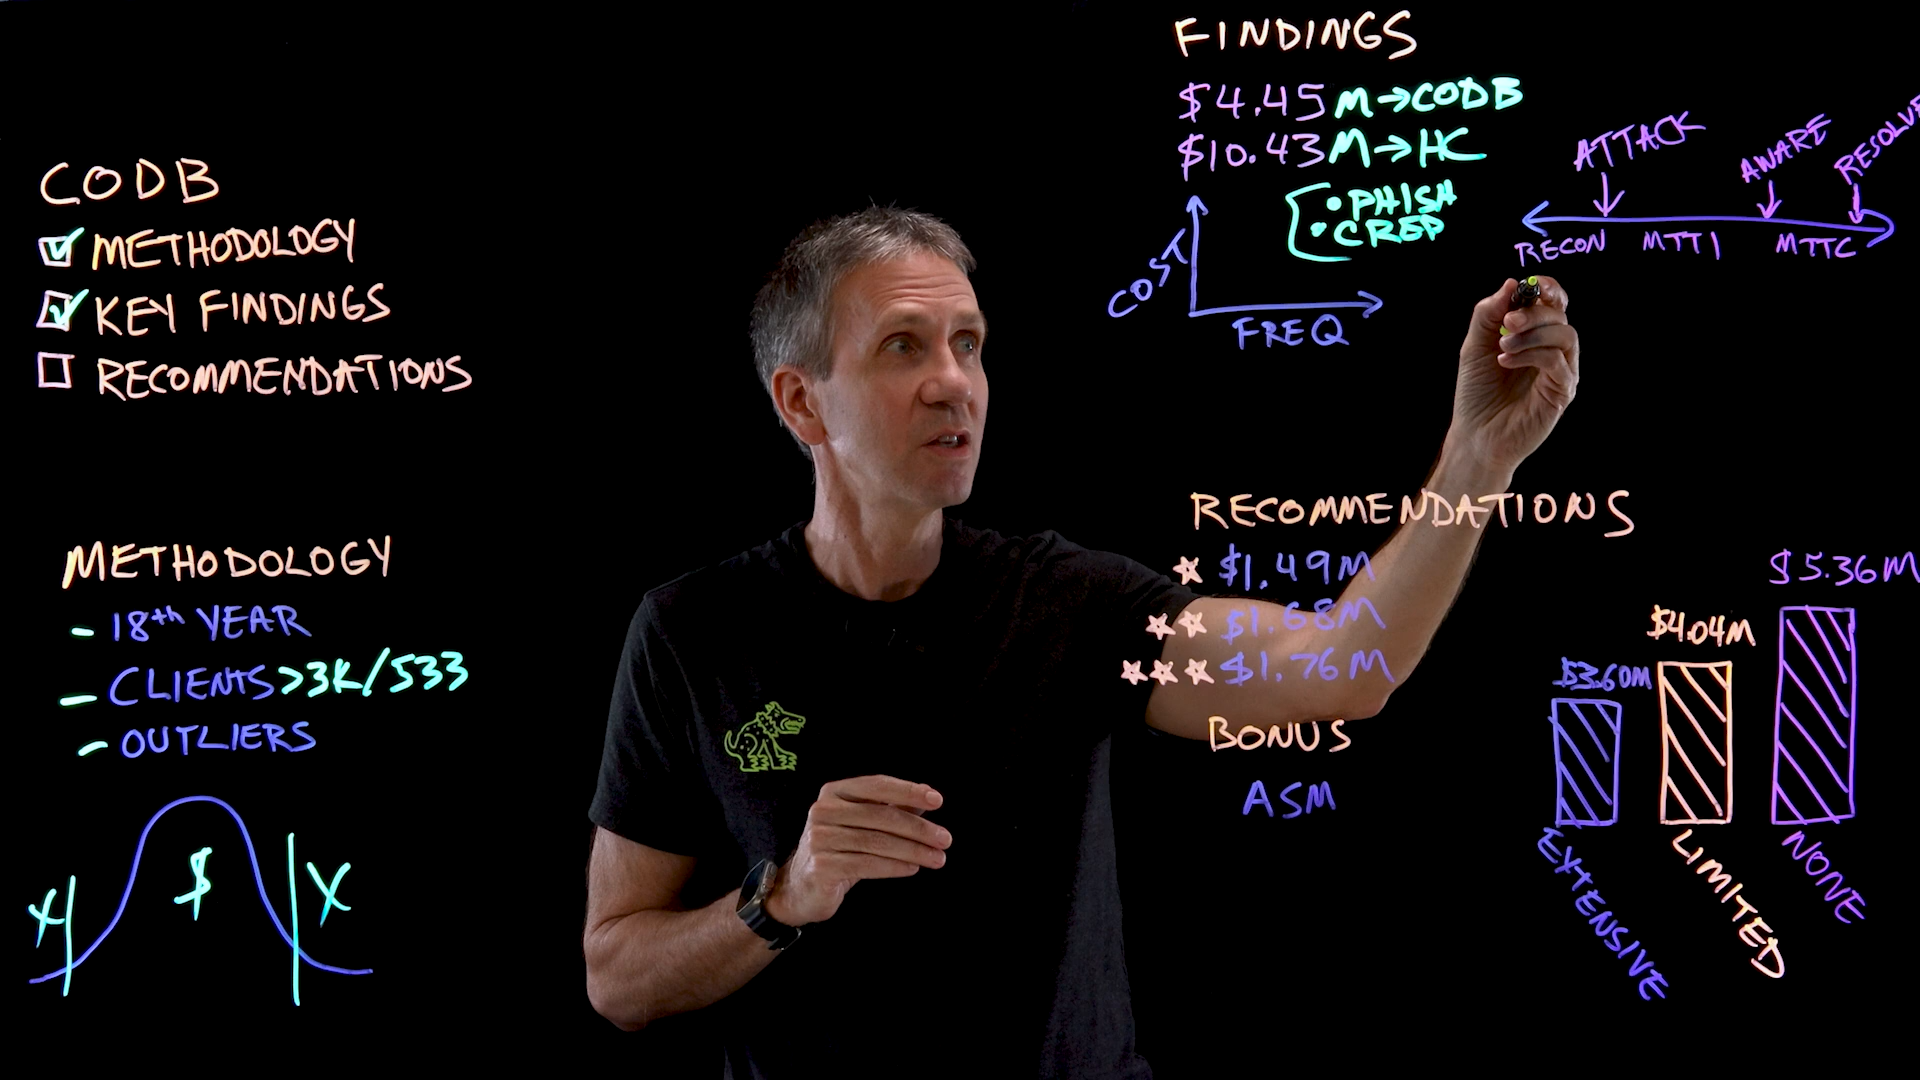 CODB
METHODOLOGY
KEY FINDINGS
RECOMMENDATIONS
METHODOLOGY
- 18th YEAR
- CLIENTS >3K/533
- OUTLIERS
X $ X
FINDINGS
$4.45M→CODB
$10.43M→HC
• PHISH
• CRED
COST
FREQ
ATTACK
AWARE
RESOLVE
RECON MTTI MTTC
RECOMMENDATIONS
$1.49M
$1.68M
$1.76M
BONUS
ASM
$3.60M
$4.04M
$5.36M
EXTENSIVE
LIMITED
NONE